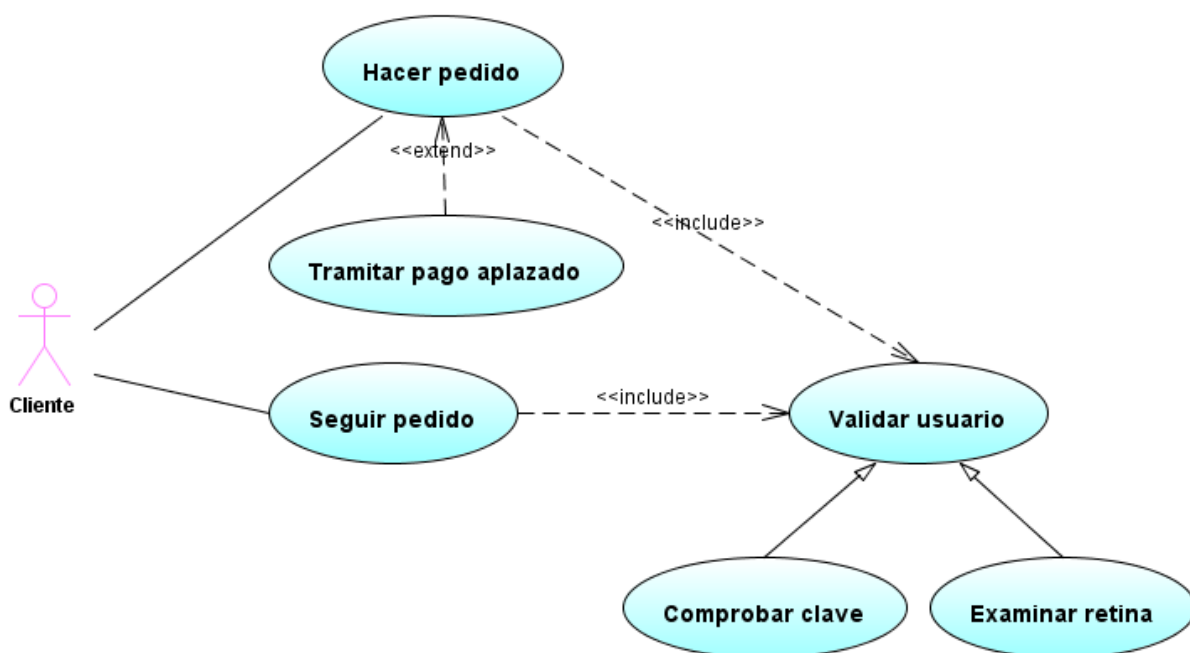 Hacer pedido
<<extend>>
<<include>>
Tramitar pago aplazado
Cliente
Seguir pedido
<<include>>
Validar usuario
Comprobar clave
Examinar retina